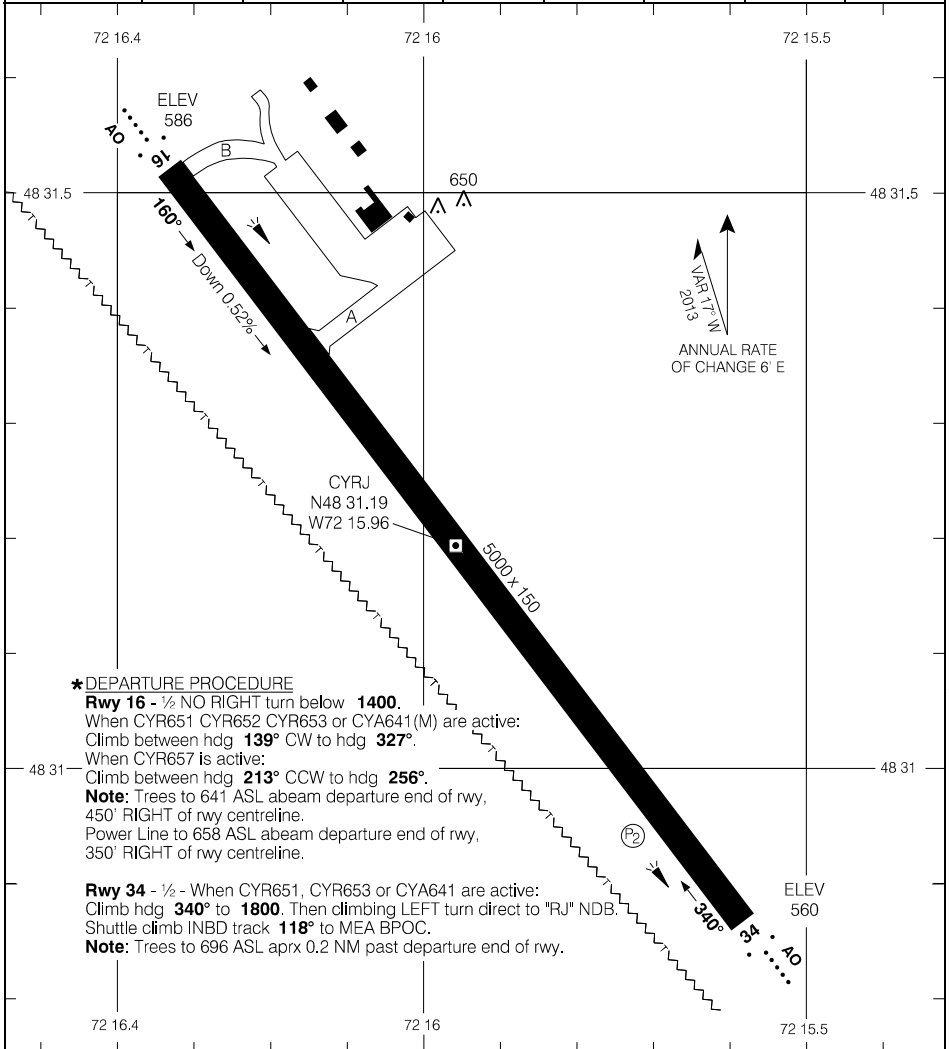 72 16.4
72 16
72 15.5
ELEV
586
AO
16
B
650
48 31.5
48 31.5
160°
Down 0.52%
A
VAR 17° W
2013
ANNUAL RATE
OF CHANGE 6' E
CYRJ
N48 31.19
W72 15.96
5000 x 150
*DEPARTURE PROCEDURE
Rwy 16 - ½ NO RIGHT turn below 1400.
When CYR651 CYR652 CYR653 or CYA641(M) are active:
Climb between hdg 139° CW to hdg 327°.
When CYR657 is active:
48 31
48 31
Climb between hdg 213° CCW to hdg 256°.
Note: Trees to 641 ASL abeam departure end of rwy,
450' RIGHT of rwy centreline.
Power Line to 658 ASL abeam departure end of rwy,
350' RIGHT of rwy centreline.
P2
Rwy 34 - ½ - When CYR651, CYR653 or CYA641 are active:
Climb hdg 340° to 1800. Then climbing LEFT turn direct to "RJ" NDB.
Shuttle climb INBD track 118° to MEA BPOC.
Note: Trees to 696 ASL aprx 0.2 NM past departure end of rwy.
ELEV
560
340°
34
AO
72 16.4
72 16
72 15.5